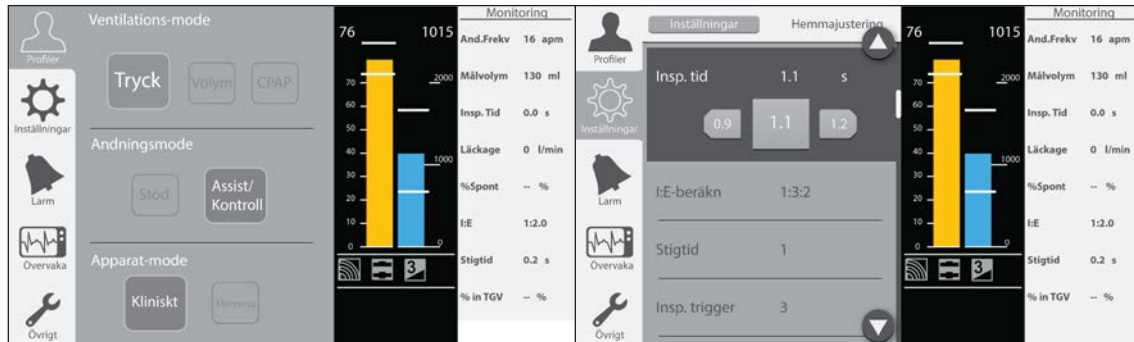 Profiler
Inställningar
Larm
Övervaka
Övrigt
Ventilations-mode
Tryck
Volym
CPAP
Andningsmode
Stöd
Assist/
Kontroll
Apparat-mode
Kliniskt
Hemma
76
1015
70
60
50
40
30
20
10
0
2000
1000
0
3
Monitoring
And.Frekv 16 apm
Målvolym 130 ml
Insp. Tid 0.0 s
Läckage 0 l/min
%Spont -- %
I:E 1:2.0
Stigtid 0.2 s
% in TGV -- %
Profiler
Inställningar
Larm
Övervaka
Övrigt
Inställningar
Hemmajustering
Insp. tid 1.1 s
0.9 1.1 1.2
I:E-beräkn 1:3:2
Stigtid 1
Insp. trigger 3
76
1015
70
60
50
40
30
20
10
0
2000
1000
0
3
Monitoring
And.Frekv 16 apm
Målvolym 130 ml
Insp. Tid 0.0 s
Läckage 0 l/min
%Spont -- %
I:E 1:2.0
Stigtid 0.2 s
% in TGV -- %